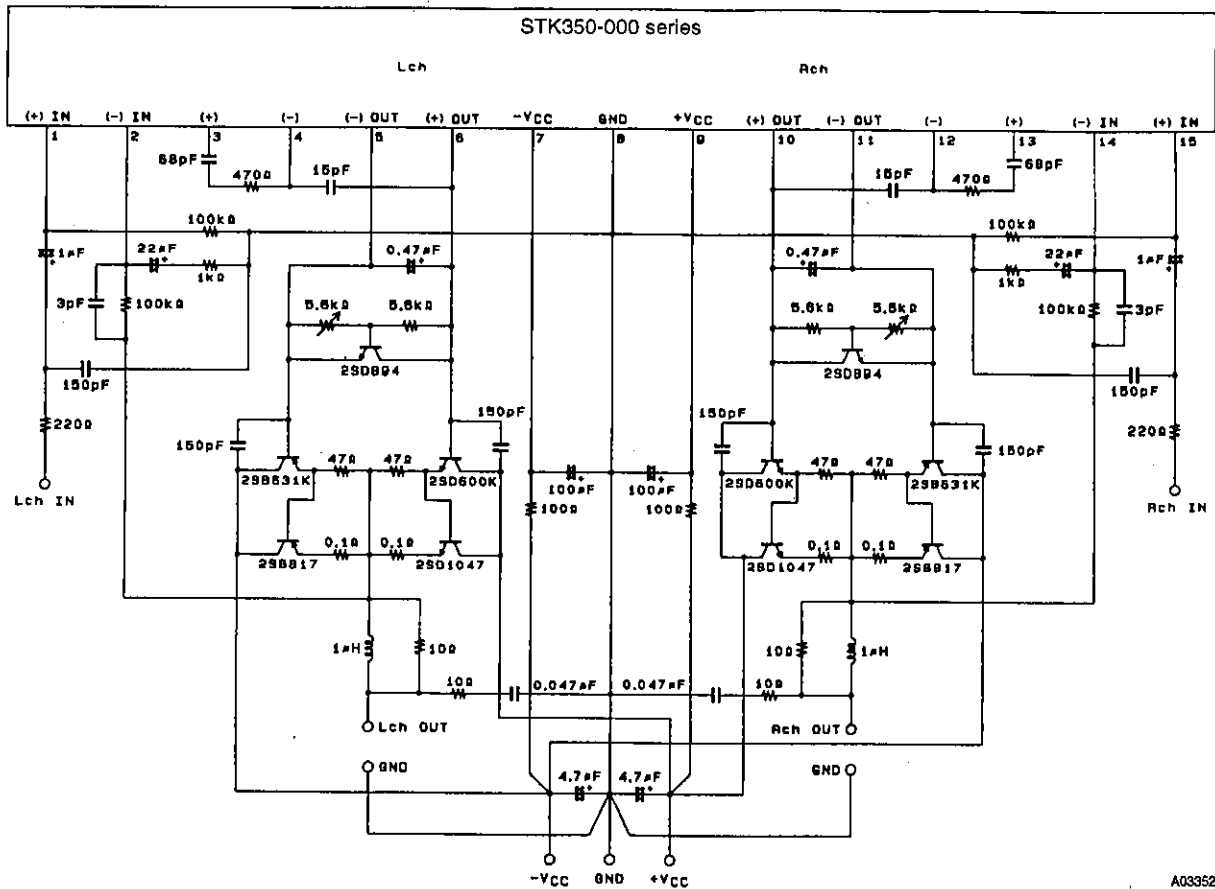 STK350-000 series
Lch Rch
(+) IN (-) IN (+) (-) (-) OUT (+) OUT -VCC GND +VCC (+) OUT (-) OUT (-) (+) (-) IN (+) IN
1 2 3 4 5 6 7 8 9 10 11 12 13 14 15
68pF 68pF
470Ω 15pF 15pF 470Ω
100kΩ 100kΩ
1µF + 22µF + 0.47µF + 0.47µF + 22µF + 1µF +
1kΩ 1kΩ
3pF 100kΩ 5.6kΩ 5.6kΩ 5.6kΩ 5.6kΩ 100kΩ 3pF
2SD894 2SD894
150pF 150pF
150pF 150pF
220Ω 150pF 150pF 220Ω
47Ω 47Ω 47Ω 47Ω
2SB631K 2SD600K 100µF + 100µF + 2SD600K 2SB631K
Lch IN 100Ω 100Ω Rch IN
0.1Ω 0.1Ω 0.1Ω 0.1Ω
2SB817 2SD1047 2SD1047 2SB817
1µH 10Ω 10Ω 1µH
10Ω 0.047µF 0.047µF 10Ω
Lch OUT Rch OUT
GND 4.7µF + 4.7µF + GND
-VCC GND +VCC
A03352